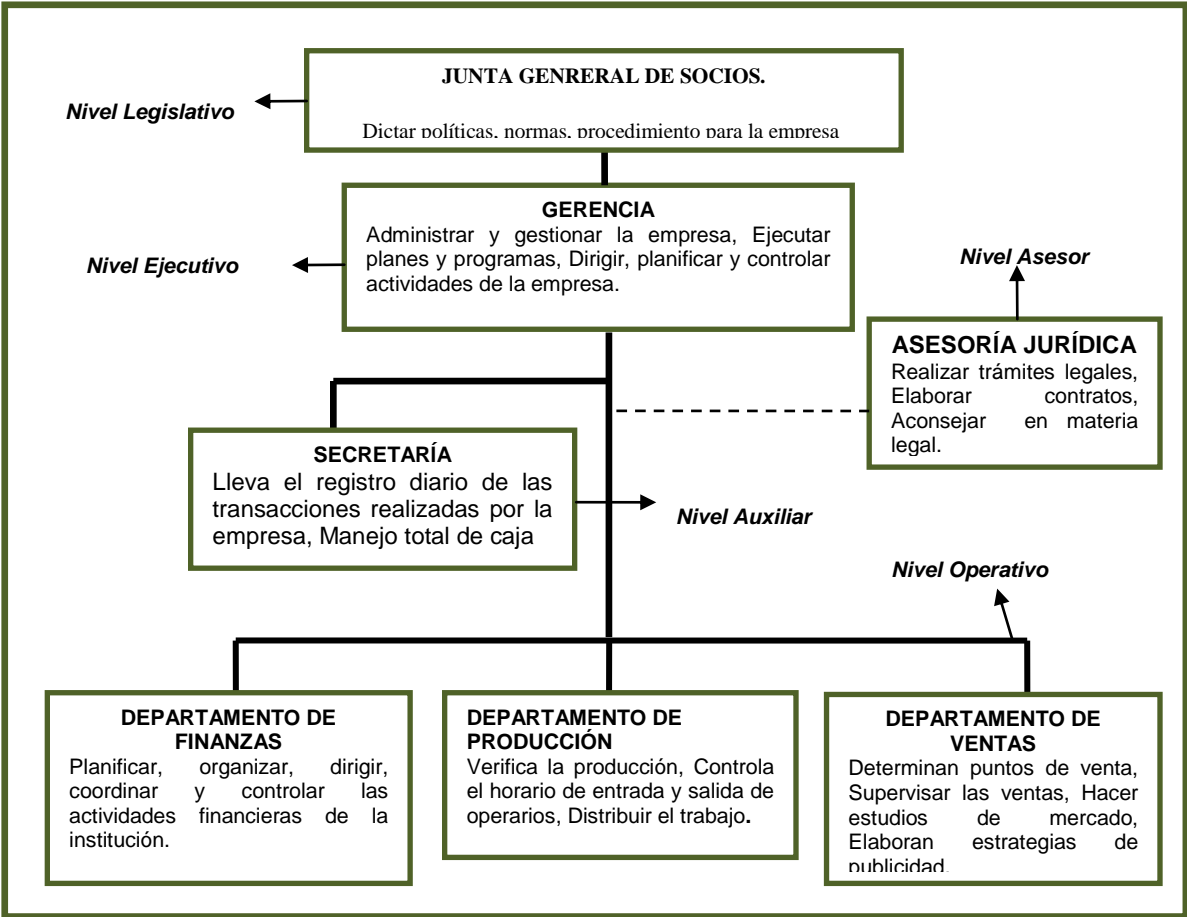 JUNTA GENRERAL DE SOCIOS.
Nivel Legislativo
Dictar políticas, normas, procedimiento para la empresa
GERENCIA
Administrar y gestionar la empresa, Ejecutar
planes y programas, Dirigir, planificar y controlar
actividades de la empresa.
Nivel Ejecutivo
Nivel Asesor
ASESORÍA JURÍDICA
Realizar trámites legales,
Elaborar contratos,
Aconsejar en materia
legal.
SECRETARÍA
Lleva el registro diario de las
transacciones realizadas por la
empresa, Manejo total de caja
Nivel Auxiliar
Nivel Operativo
DEPARTAMENTO DE
FINANZAS
Planificar, organizar, dirigir,
coordinar y controlar las
actividades financieras de la
institución.
DEPARTAMENTO DE
PRODUCCIÓN
Verifica la producción, Controla
el horario de entrada y salida de
operarios, Distribuir el trabajo.
DEPARTAMENTO DE
VENTAS
Determinan puntos de venta,
Supervisar las ventas, Hacer
estudios de mercado,
Elaboran estrategias de
publicidad.